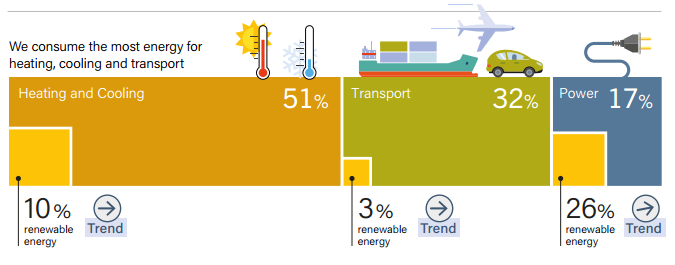 We consume the most energy for
heating, cooling and transport
Heating and Cooling 51%
Transport 32%
Power 17%
10%
renewable
energy
Trend
3%
renewable
energy
Trend
26%
renewable
energy
Trend